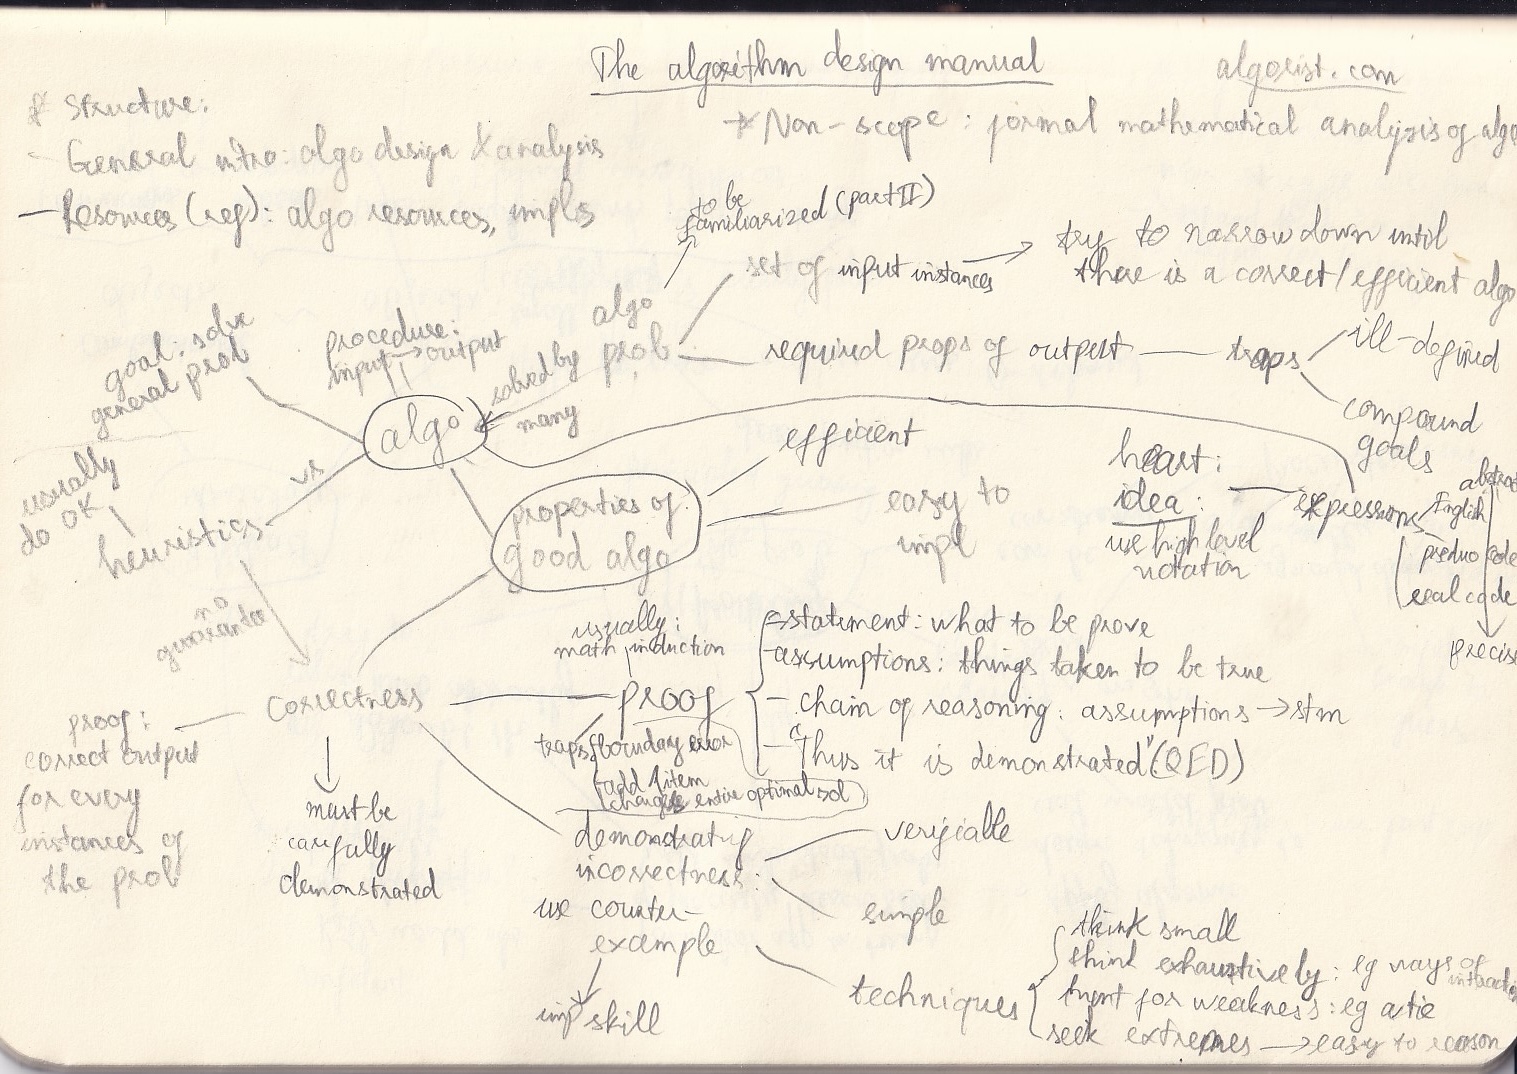 The algorithm design manual
algorist.com
* Structure:
- General intro: algo design & analysis
- Resources (ref): algo resources, impls
→ Non-scope: formal mathematical analysis of algo
to be
familiarized (part II)
set of input instances → try to narrow down until
there is a correct/efficient algo
algo
prob
required props of output — traps
ill-defined
compound
goals
solved by
many
procedure:
input → output
goal: solve
general prob
algo
vs
usually
do OK
heuristics
no
guarantee
properties of
good algo
efficient
easy to
impl
heart:
idea:
use high level
notation
expressions
English
pseduo code
real code
precise
correctness
proof:
correct output
for every
instances of
the prob
must be
carefully
demonstrated
usually:
math induction
proof
statement: what to be prove
assumptions: things taken to be true
- chain of reasoning: assumptions → stm
- "Thus it is demonstrated" (QED)
traps
boundary error
add 1 item
changes entire optimal sol
demonstrating
incorrectness:
use counter-
example
imp skill
verifiable
simple
techniques
think small
think exhaustively: eg ways of
hunt for weakness: eg a tie
seek extremes → easy to reason